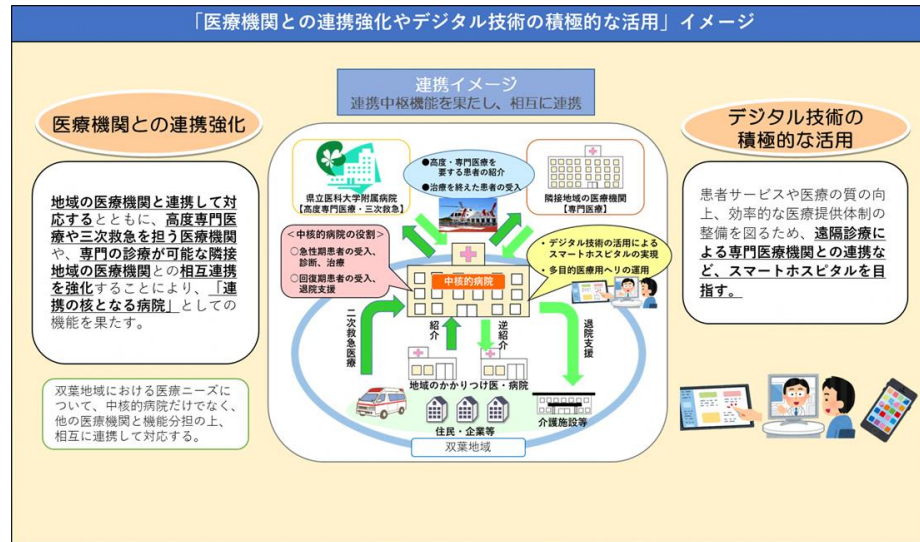 「医療機関との連携強化やデジタル技術の積極的な活用」イメージ
医療機関との連携強化
地域の医療機関と連携して対
応するとともに、高度専門医
療や三次救急を担う医療機関
や、専門の診療が可能な隣接
地域の医療機関との相互連携
を強化することにより、「連
携の核となる病院」としての
機能を果たす。
双葉地域における医療ニーズに
ついて、中核的病院だけでなく、
他の医療機関と機能分担の上、
相互に連携して対応する。
連携イメージ
連携中枢機能を果たし、相互に連携
県立医科大学附属病院
【高度専門医療・三次救急】
●高度・専門医療を
要する患者の紹介
●治療を終えた患者の受入
隣接地域の医療機関
【専門医療】
＜中核的病院の役割＞
○急性期患者の受入、
診断、治療
○回復期患者の受入、
退院支援
中核的病院
・デジタル技術の活用による
スマートホスピタルの実現
・多目的医療用ヘリの運用
二次救急医療
紹介
逆紹介
退院支援
地域のかかりつけ医・病院
住民・企業等
介護施設等
双葉地域
デジタル技術の
積極的な活用
患者サービスや医療の質の向
上、効率的な医療提供体制の
整備を図るため、遠隔診療に
よる専門医療機関との連携な
ど、スマートホスピタルを目
指す。